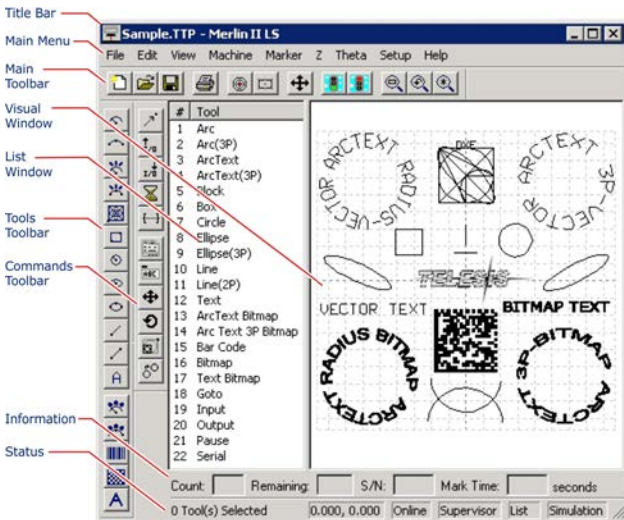 Title Bar
Main Menu
Main
Toolbar
Visual
Window
List
Window
Tools
Toolbar
Commands
Toolbar
Information
Status
Sample.TTP - Merlin II LS
File Edit View Machine Marker Z Theta Setup Help
# Tool
1 Arc
2 Arc(3P)
3 ArcText
4 ArcText(3P)
5 Block
6 Box
7 Circle
8 Ellipse
9 Ellipse(3P)
10 Line
11 Line(2P)
12 Text
13 ArcText Bitmap
14 Arc Text 3P Bitmap
15 Bar Code
16 Bitmap
17 Text Bitmap
18 Goto
19 Input
20 Output
21 Pause
22 Serial
ARCTEXT RADIUS-VECTOR
DXF
ARCTEXT 3P-VECTOR
TELESIS
VECTOR TEXT
BITMAP TEXT
RADIUS BITMAP ARCTEXT
3P-BITMAP ARCTEXT
Count: Remaining: S/N: Mark Time: seconds
0 Tool(s) Selected 0.000, 0.000 Online Supervisor List Simulation